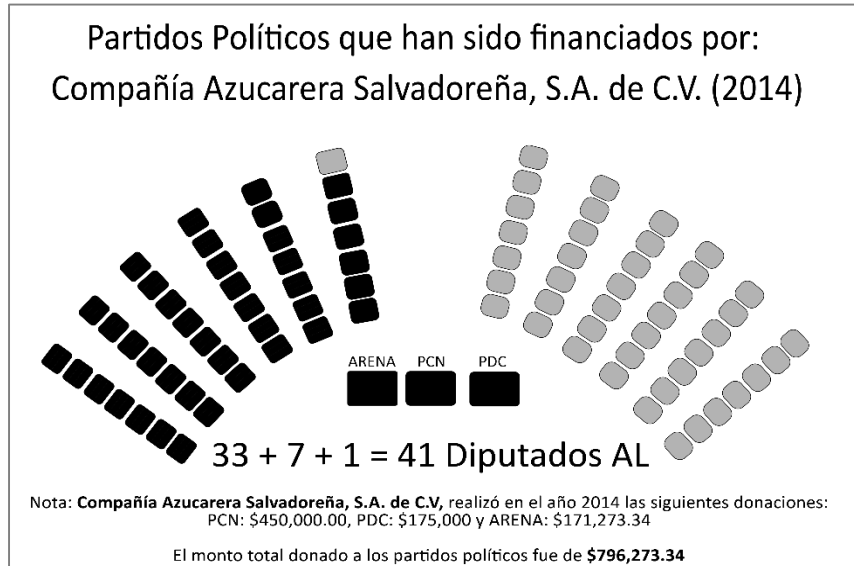 Partidos Políticos que han sido financiados por:
Compañía Azucarera Salvadoreña, S.A. de C.V. (2014)
ARENA PCN PDC
33 + 7 + 1 = 41 Diputados AL
Nota: Compañía Azucarera Salvadoreña, S.A. de C.V, realizó en el año 2014 las siguientes donaciones:
PCN: $450,000.00, PDC: $175,000 y ARENA: $171,273.34
El monto total donado a los partidos políticos fue de $796,273.34